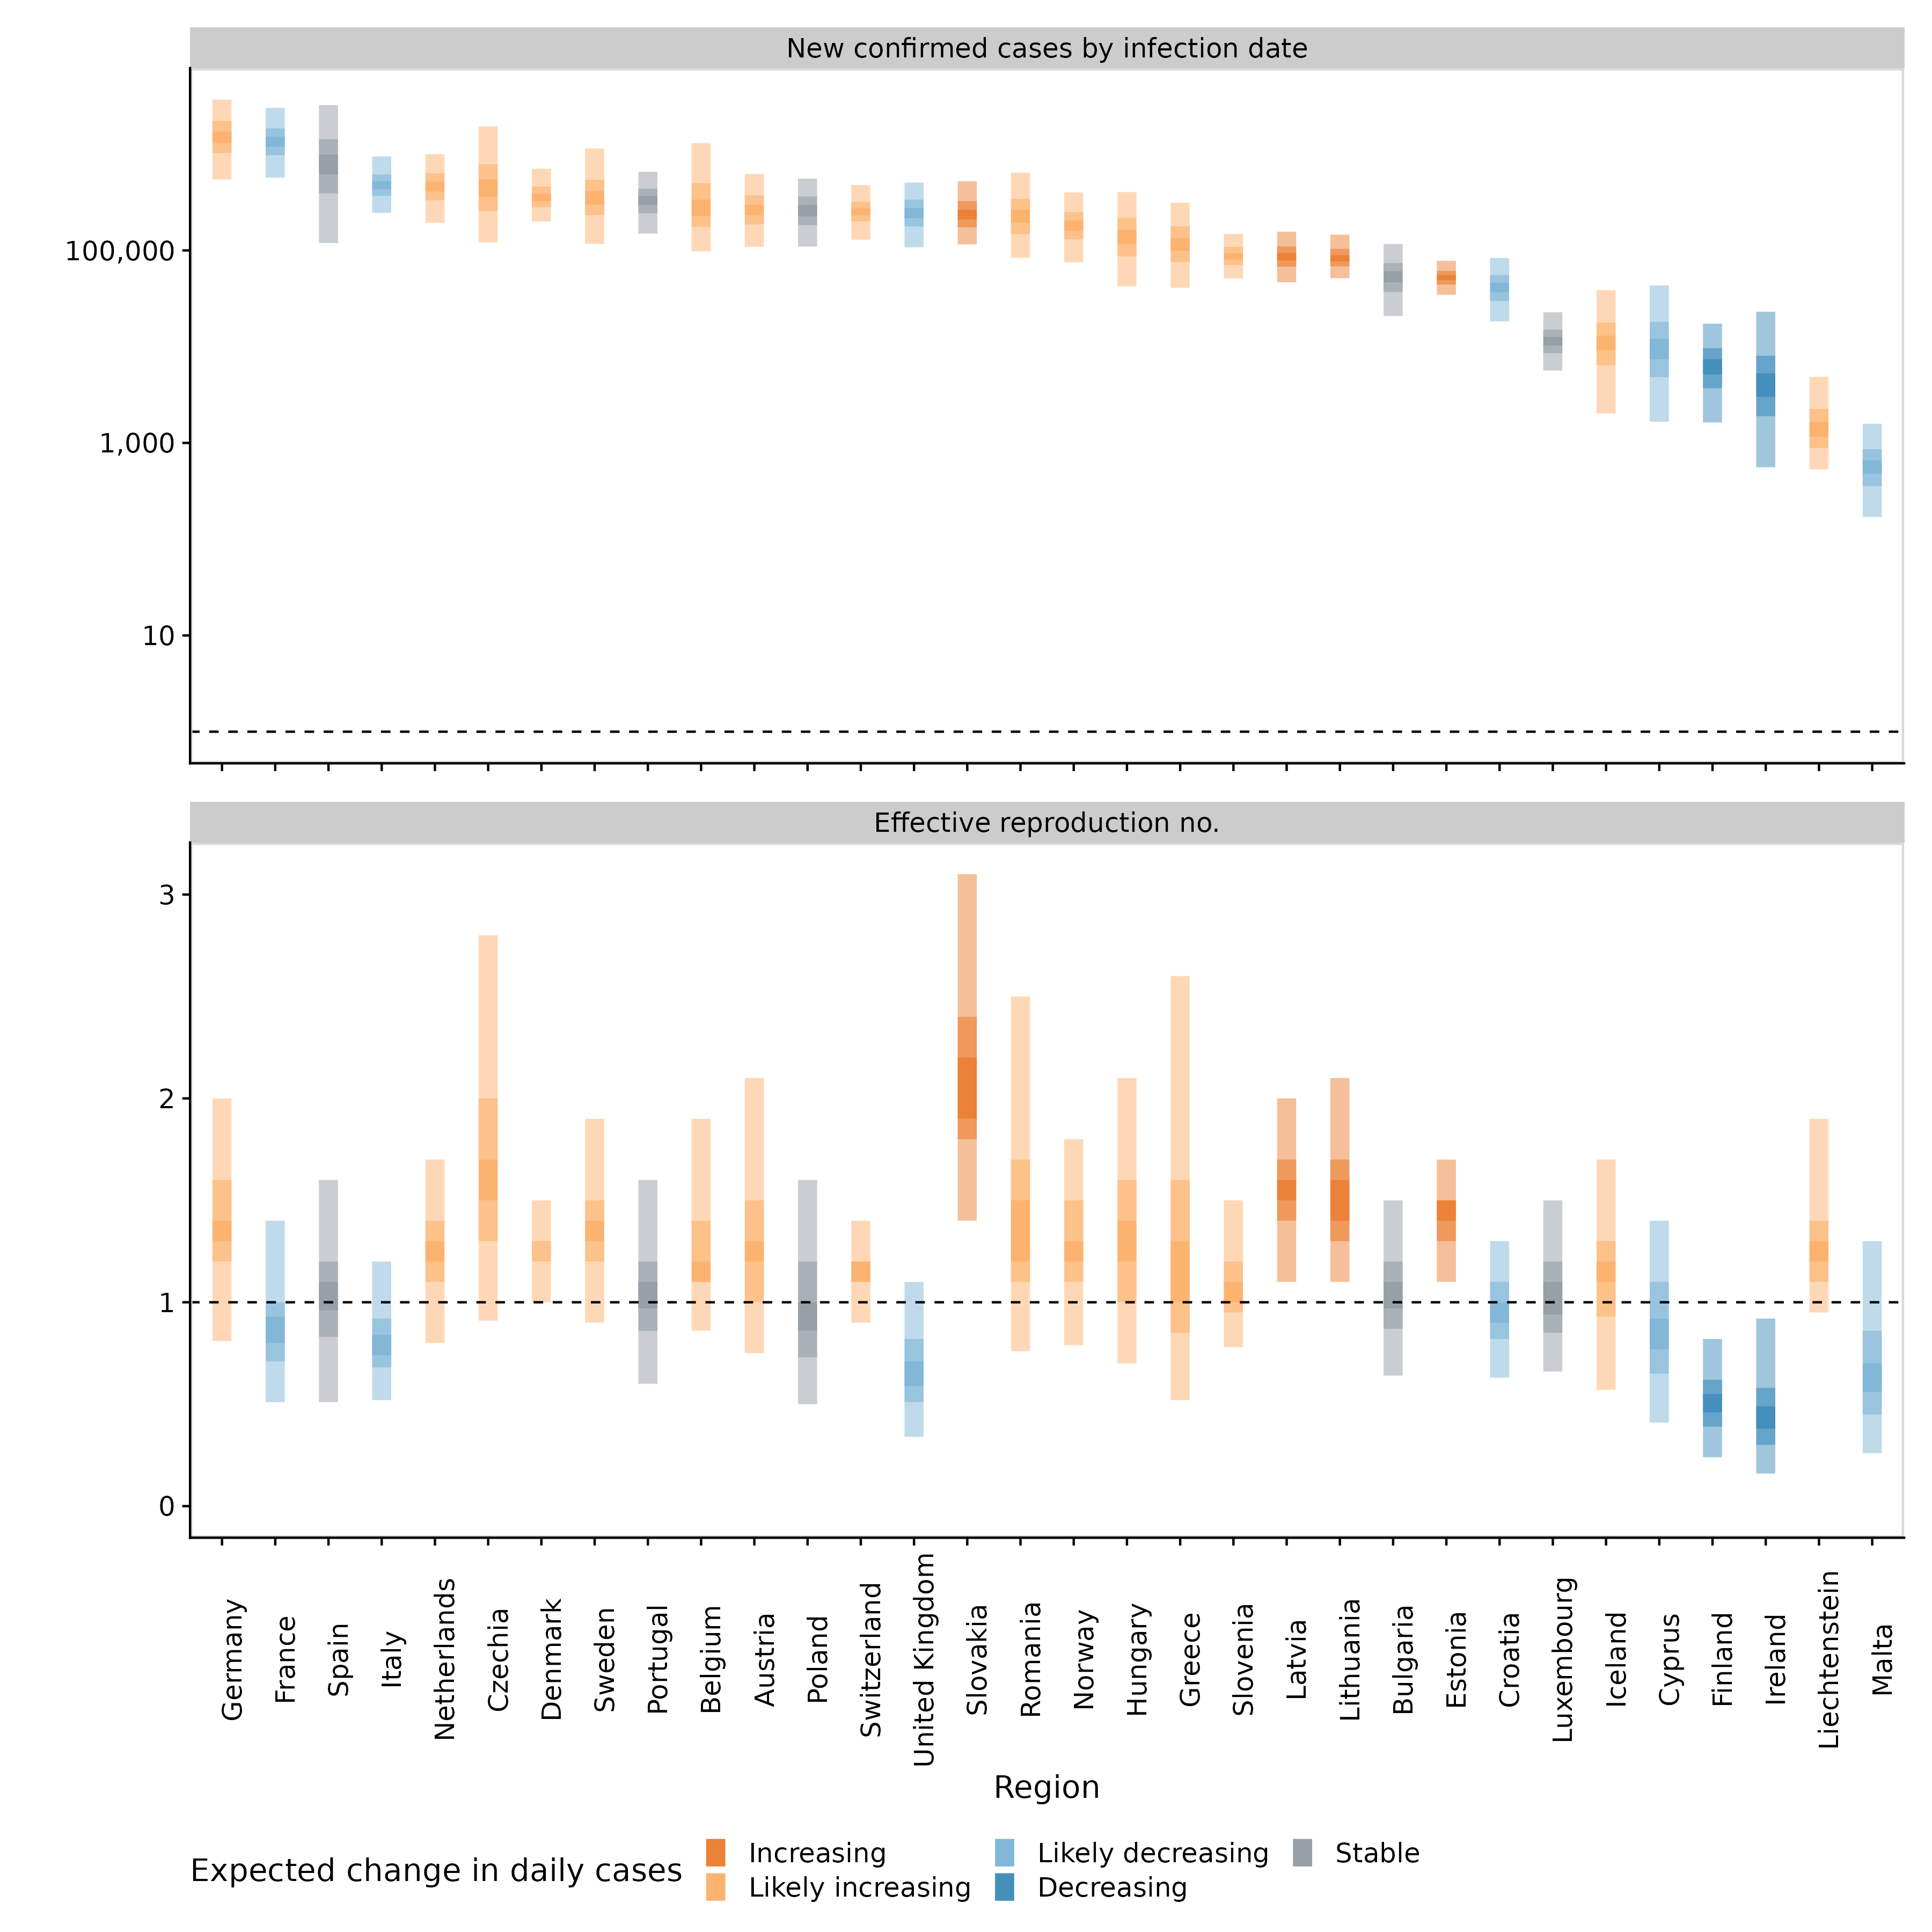 New confirmed cases by infection date
100,000
1,000
10
Effective reproduction no.
3
2
1
0
Germany
France
Spain
Italy
Netherlands
Czechia
Denmark
Sweden
Portugal
Belgium
Austria
Poland
Switzerland
United Kingdom
Slovakia
Romania
Norway
Hungary
Greece
Slovenia
Latvia
Lithuania
Bulgaria
Estonia
Croatia
Luxembourg
Iceland
Cyprus
Finland
Ireland
Liechtenstein
Malta
Region
Expected change in daily cases
Increasing
Likely increasing
Likely decreasing
Decreasing
Stable